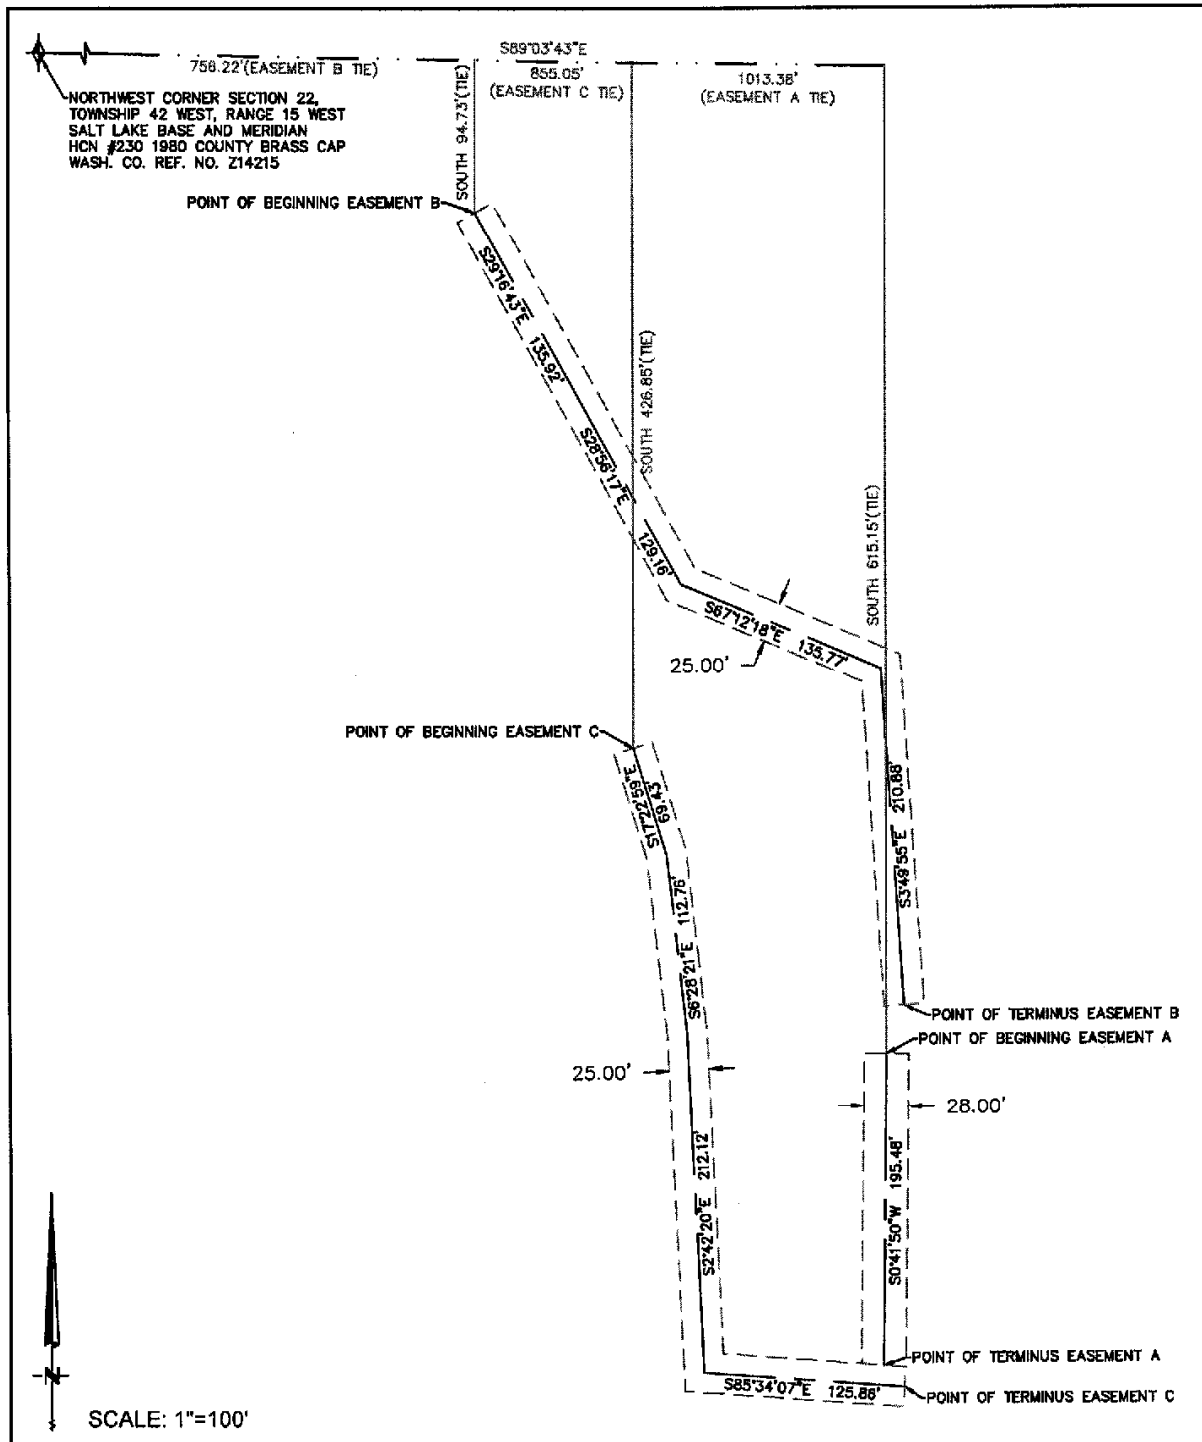 S89°03'43"E
756.22'(EASEMENT B TIE)
855.05'
(EASEMENT C TIE)
1013.38'
(EASEMENT A TIE)
NORTHWEST CORNER SECTION 22,
TOWNSHIP 42 WEST, RANGE 15 WEST
SALT LAKE BASE AND MERIDIAN
HCN #230 1980 COUNTY BRASS CAP
WASH. CO. REF. NO. Z14215
SOUTH 94.73'(TIE)
POINT OF BEGINNING EASEMENT B
S29°16'43"E 135.92'
SOUTH 426.85'(TIE)
S28°56'17"E 129.16'
SOUTH 615.15'(TIE)
S67°12'18"E 135.77'
25.00'
POINT OF BEGINNING EASEMENT C
S17°22'59"E
69.43'
S3°49'55"E 210.88'
S6°28'21"E 112.76'
POINT OF TERMINUS EASEMENT B
POINT OF BEGINNING EASEMENT A
25.00'
28.00'
S2°42'20"E 212.12'
S0°41'50"W 195.48'
POINT OF TERMINUS EASEMENT A
S85°34'07"E 125.86'
POINT OF TERMINUS EASEMENT C
N
SCALE: 1"=100'